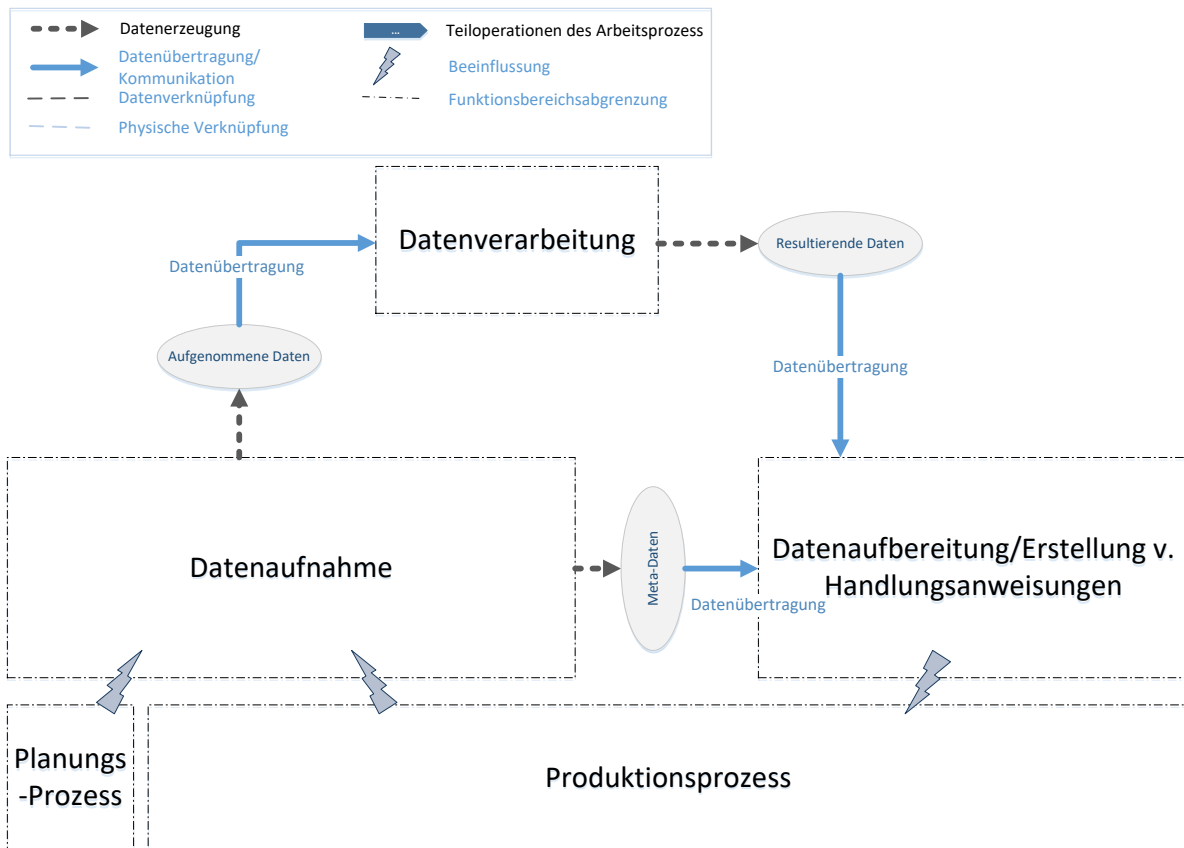 Datenerzeugung
Datenübertragung/
Kommunikation
Datenverknüpfung
Physische Verknüpfung
...
Teiloperationen des Arbeitsprozess
Beeinflussung
Funktionsbereichsabgrenzung
Datenverarbeitung
Resultierende Daten
Datenübertragung
Aufgenommene Daten
Datenübertragung
Datenaufnahme
Meta-Daten
Datenübertragung
Datenaufbereitung/Erstellung v.
Handlungsanweisungen
Planungs
-Prozess
Produktionsprozess